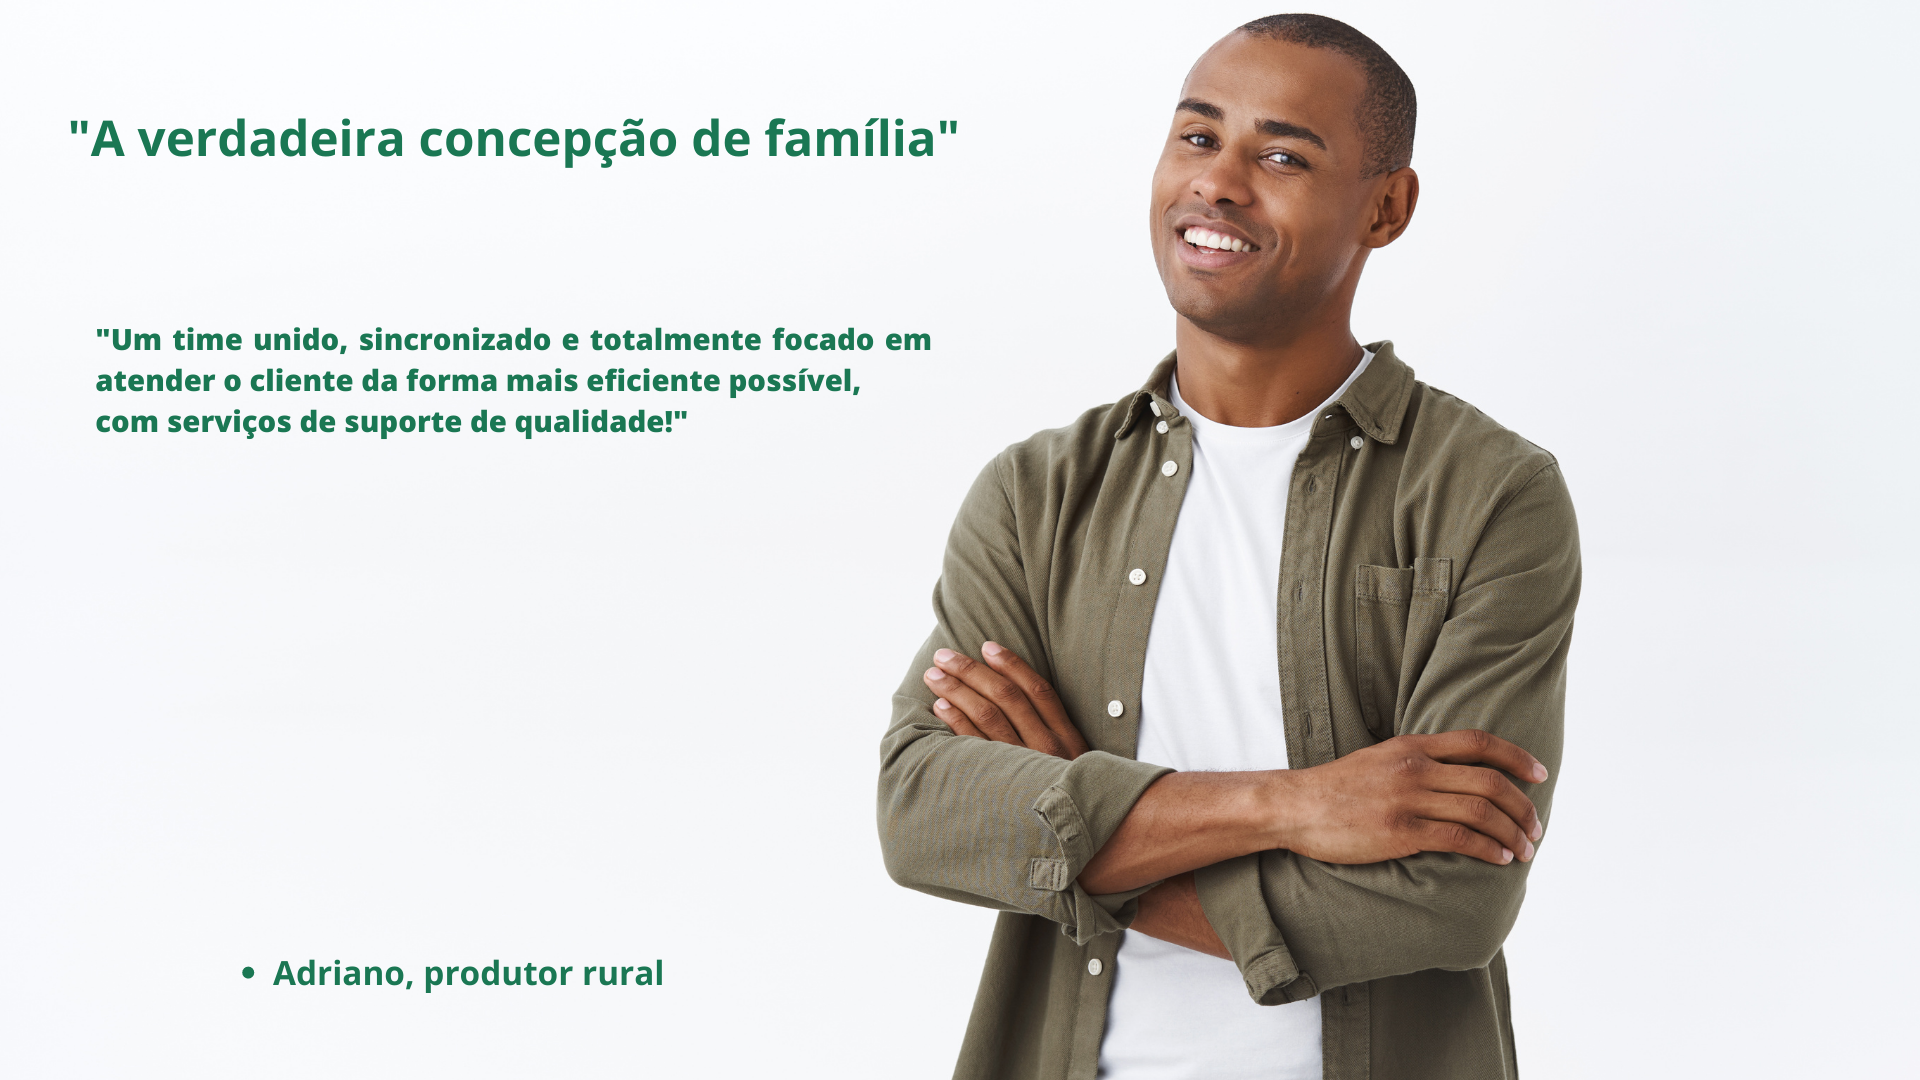 "A verdadeira concepção de família"
"Um time unido, sincronizado e totalmente focado em
atender o cliente da forma mais eficiente possível,
com serviços de suporte de qualidade!"
• Adriano, produtor rural